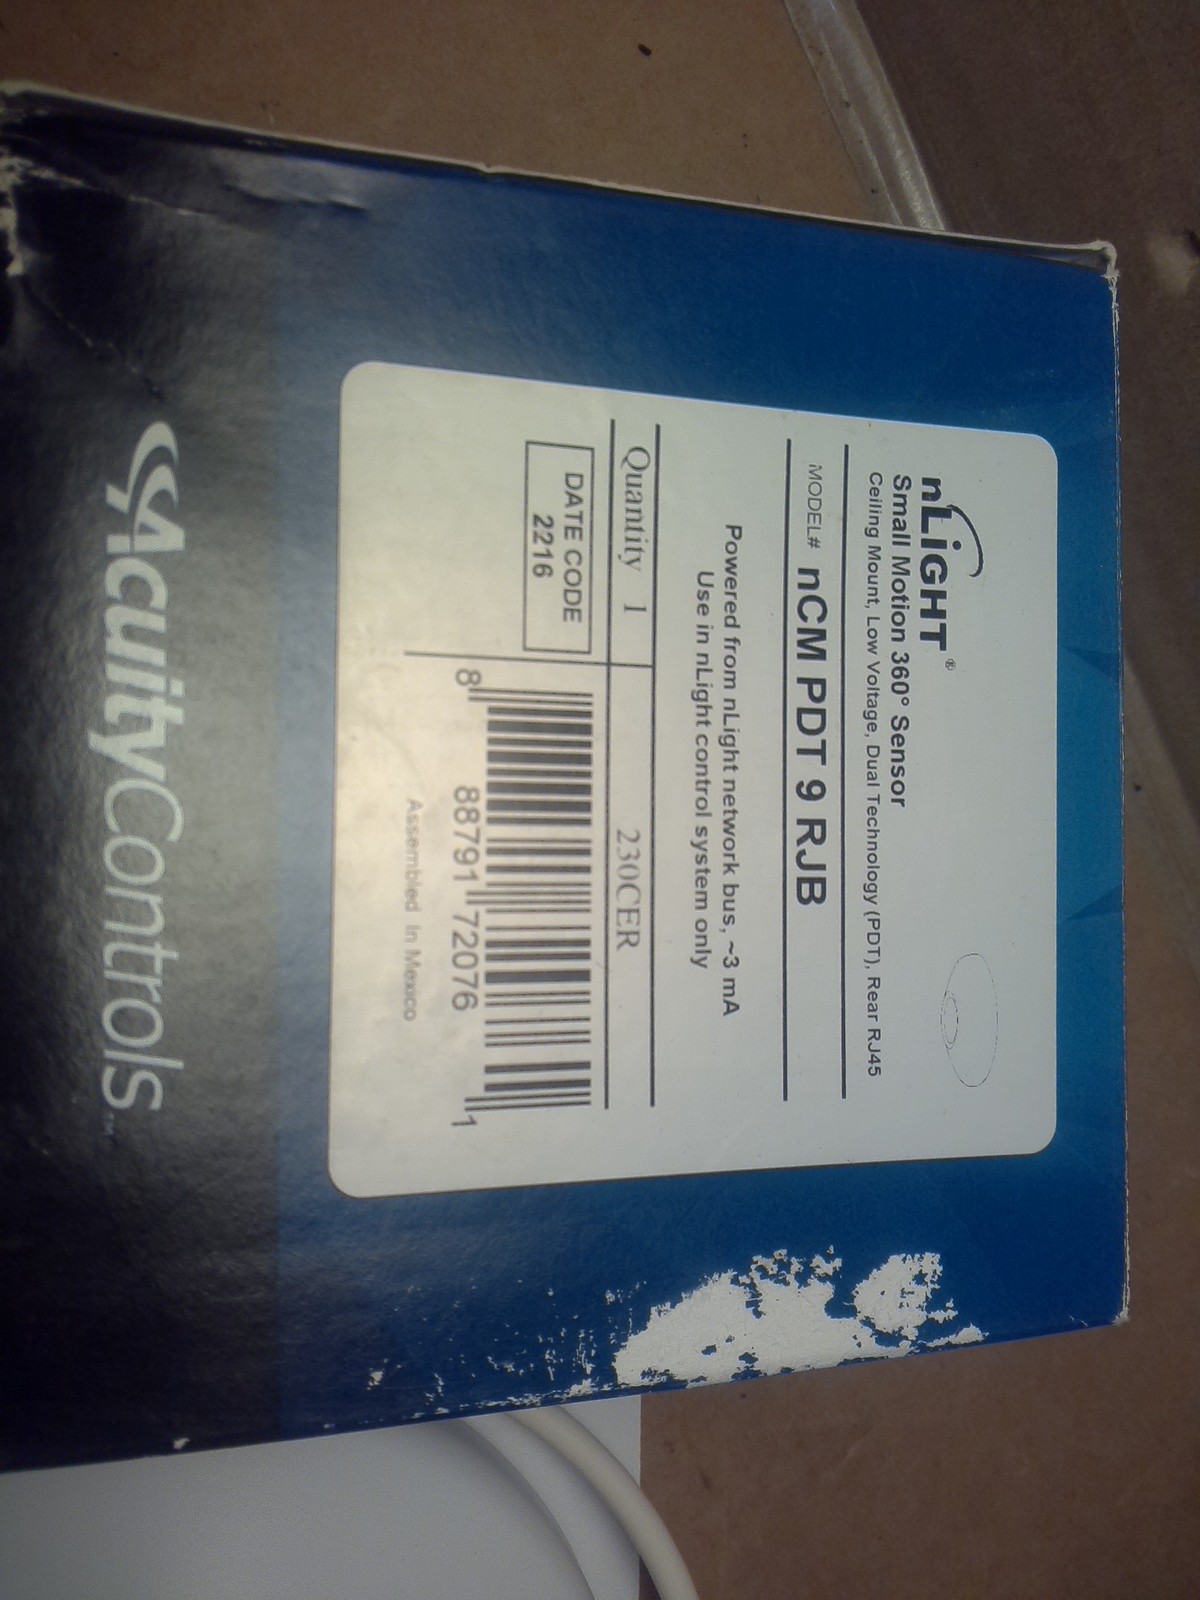 nLiGHT®
Small Motion 360° Sensor
Ceiling Mount, Low Voltage, Dual Technology (PDT), Rear RJ45
MODEL# nCM PDT 9 RJB
Powered from nLight network bus, ~3 mA
Use in nLight control system only
Quantity 1 230CER
DATE CODE
2216
8 88791 72076 1
Assembled In Mexico
AcuityControls™